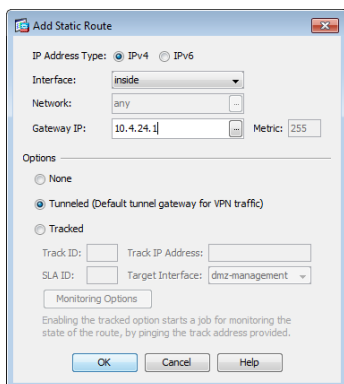 Add Static Route
IP Address Type: IPv4 IPv6
Interface: inside
Network: any ...
Gateway IP: 10.4.24.1 ... Metric: 255
Options
None
Tunneled (Default tunnel gateway for VPN traffic)
Tracked
Track ID: Track IP Address:
SLA ID: Target Interface: dmz-management
Monitoring Options
Enabling the tracked option starts a job for monitoring the
state of the route, by pinging the track address provided.
OK Cancel Help